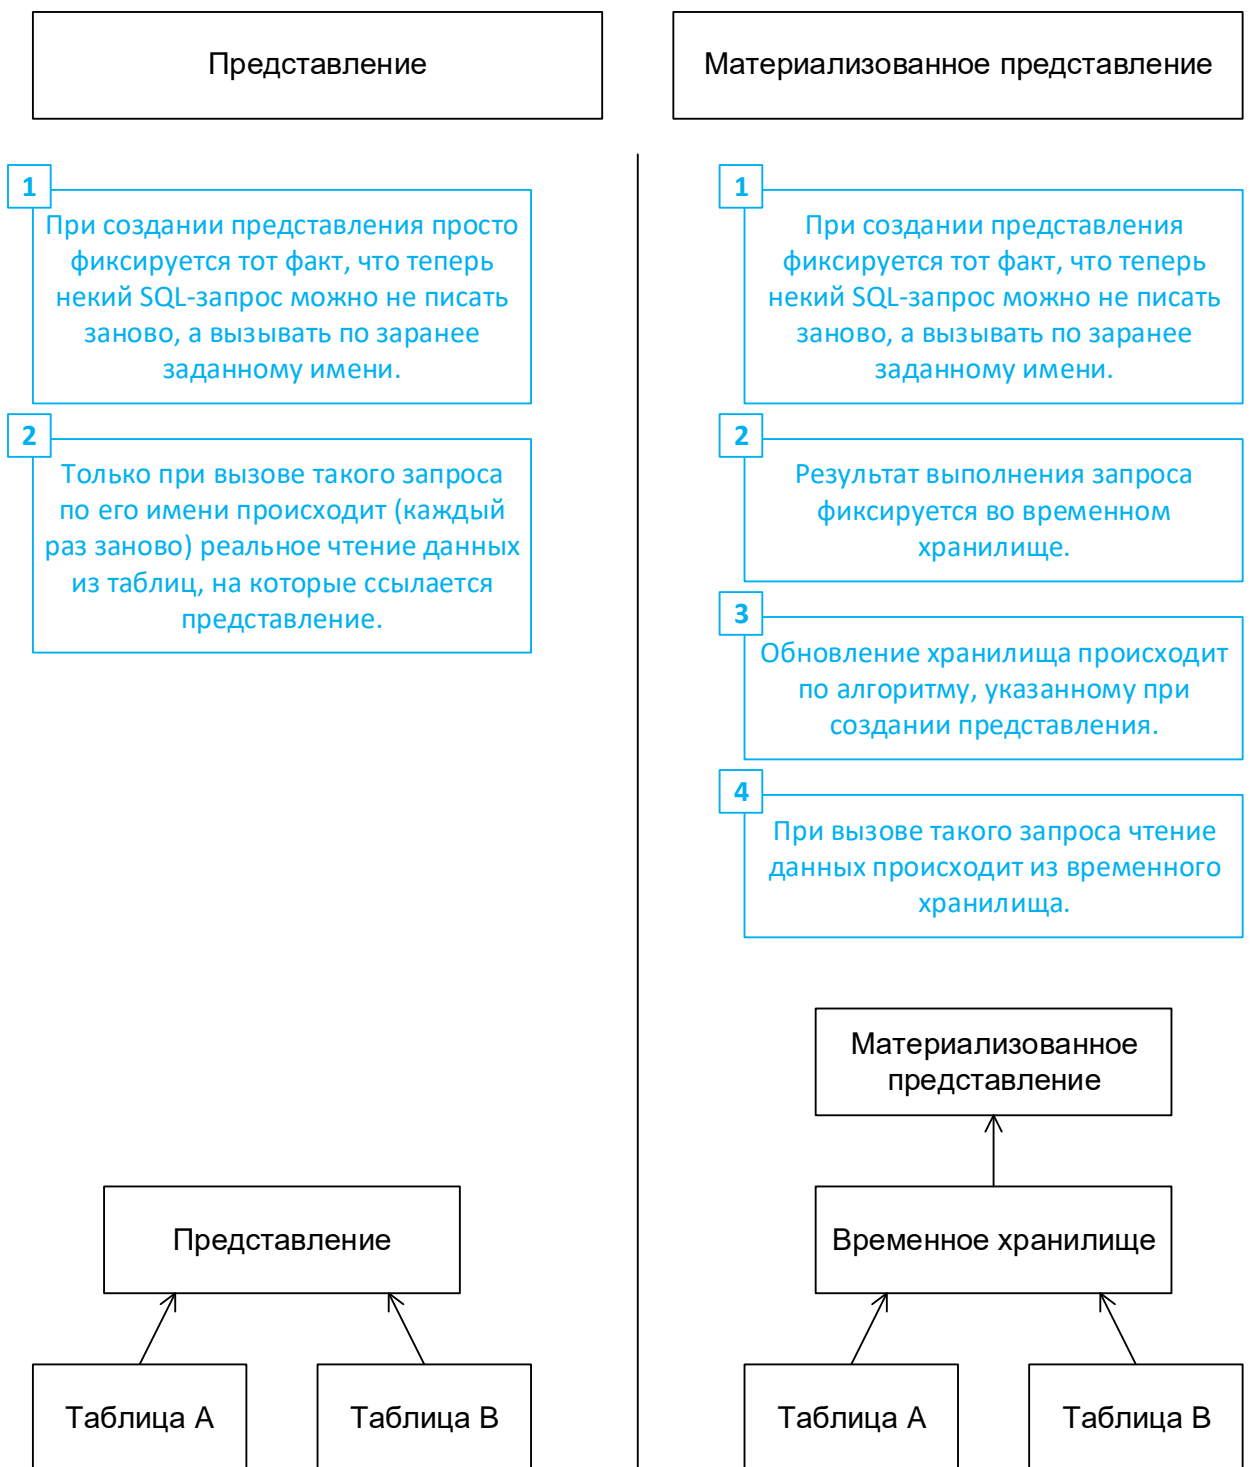 Представление
Материализованное представление
1
При создании представления просто
фиксируется тот факт, что теперь
некий SQL-запрос можно не писать
заново, а вызывать по заранее
заданному имени.
2
Только при вызове такого запроса
по его имени происходит (каждый
раз заново) реальное чтение данных
из таблиц, на которые ссылается
представление.
1
При создании представления
фиксируется тот факт, что теперь
некий SQL-запрос можно не писать
заново, а вызывать по заранее
заданному имени.
2
Результат выполнения запроса
фиксируется во временном
хранилище.
3
Обновление хранилища происходит
по алгоритму, указанному при
создании представления.
4
При вызове такого запроса чтение
данных происходит из временного
хранилища.
Представление
Таблица A
Таблица B
Материализованное
представление
Временное хранилище
Таблица A
Таблица B